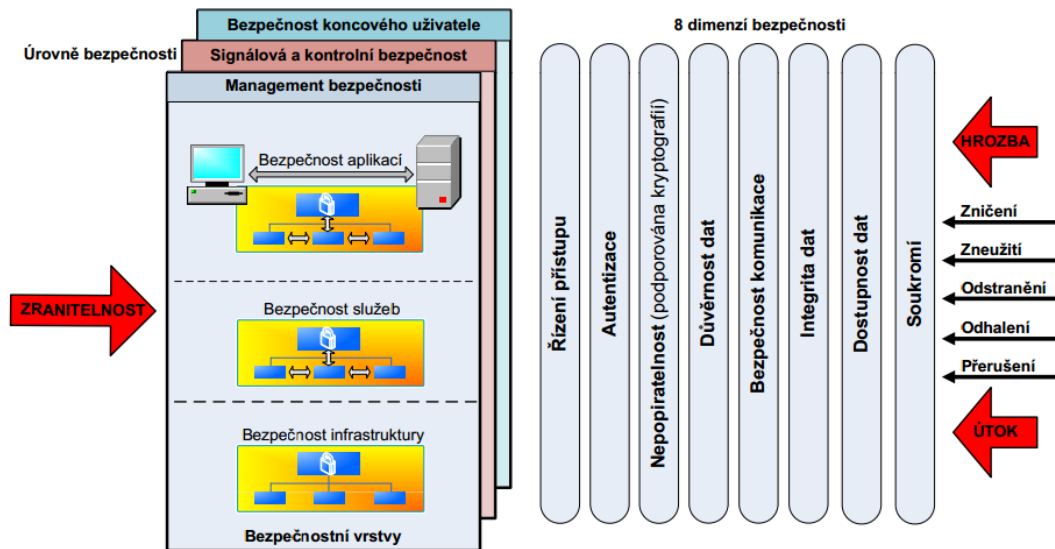 Bezpečnost koncového uživatele
Úrovně bezpečnosti
Signálová a kontrolní bezpečnost
Management bezpečnosti
Bezpečnost aplikací
ZRANITELNOST
Bezpečnost služeb
Bezpečnost infrastruktury
Bezpečnostní vrstvy
8 dimenzí bezpečnosti
Řízení přístupu
Autentizace
Nepopiratelnost (podporována kryptografií)
Důvěrnost dat
Bezpečnost komunikace
Integrita dat
Dostupnost dat
Soukromí
HROZBA
Zničení
Zneužití
Odstranění
Odhalení
Přerušení
ÚTOK